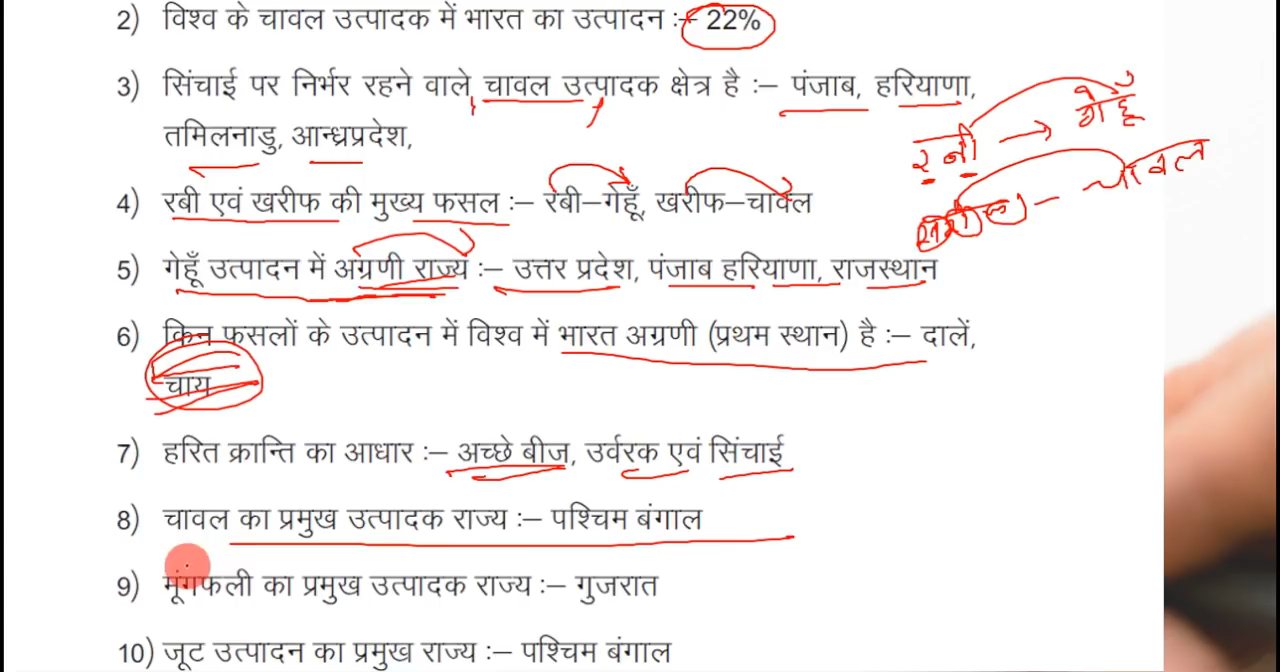 2) विश्व के चावल उत्पादक में भारत का उत्पादन :– 22%
3) सिंचाई पर निर्भर रहने वाले चावल उत्पादक क्षेत्र है :– पंजाब, हरियाणा,
तमिलनाडु, आन्ध्रप्रदेश,
रबी → गेहूँ
4) रबी एवं खरीफ की मुख्य फसल :– रबी–गेहूँ, खरीफ–चावल
खरीफ – चावल
5) गेहूँ उत्पादन में अग्रणी राज्य :– उत्तर प्रदेश, पंजाब हरियाणा, राजस्थान
6) किन फसलों के उत्पादन में विश्व में भारत अग्रणी (प्रथम स्थान) है :– दालें,
चाय
7) हरित क्रान्ति का आधार :– अच्छे बीज, उर्वरक एवं सिंचाई
8) चावल का प्रमुख उत्पादक राज्य :– पश्चिम बंगाल
9) मूंगफली का प्रमुख उत्पादक राज्य :– गुजरात
10) जूट उत्पादन का प्रमुख राज्य :– पश्चिम बंगाल